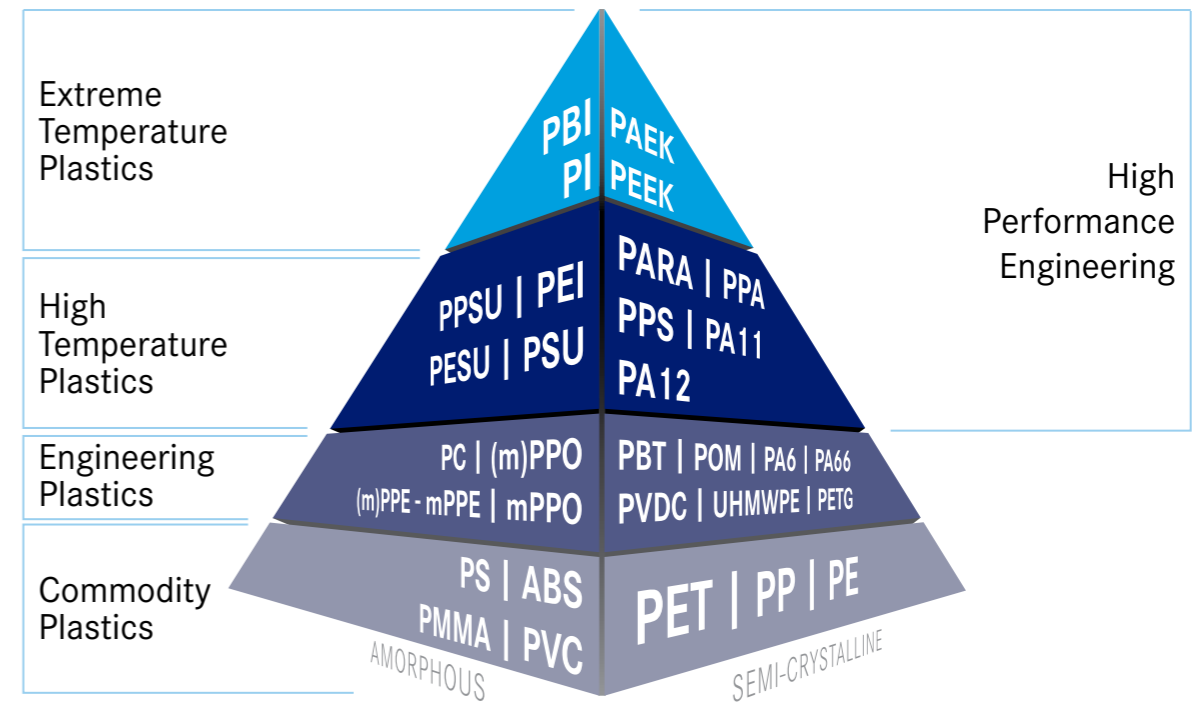 Extreme
Temperature
Plastics
High
Temperature
Plastics
Engineering
Plastics
Commodity
Plastics
PBI
PI
PAEK
PEEK
PPSU | PEI
PESU | PSU
PARA | PPA
PPS | PA11
PA12
PC | (m)PPO
(m)PPE - mPPE | mPPO
PBT | POM | PA6 | PA66
PVDC | UHMWPE | PETG
PS | ABS
PMMA | PVC
PET | PP | PE
AMORPHOUS
SEMI-CRYSTALLINE
High
Performance
Engineering